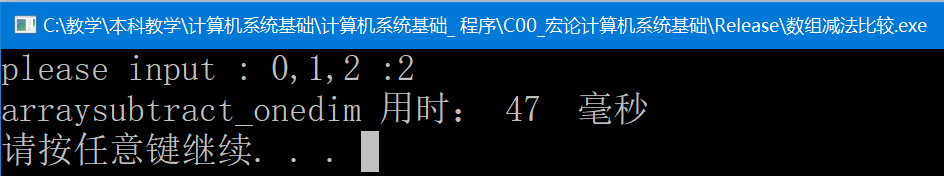 C:\教学\本科教学\计算机系统基础\计算机系统基础_ 程序\C00_宏论计算机系统基础\Release\数组减法比较.exe
please input : 0,1,2 :2
arraysubtract_onedim 用时： 47  毫秒
请按任意键继续. . .